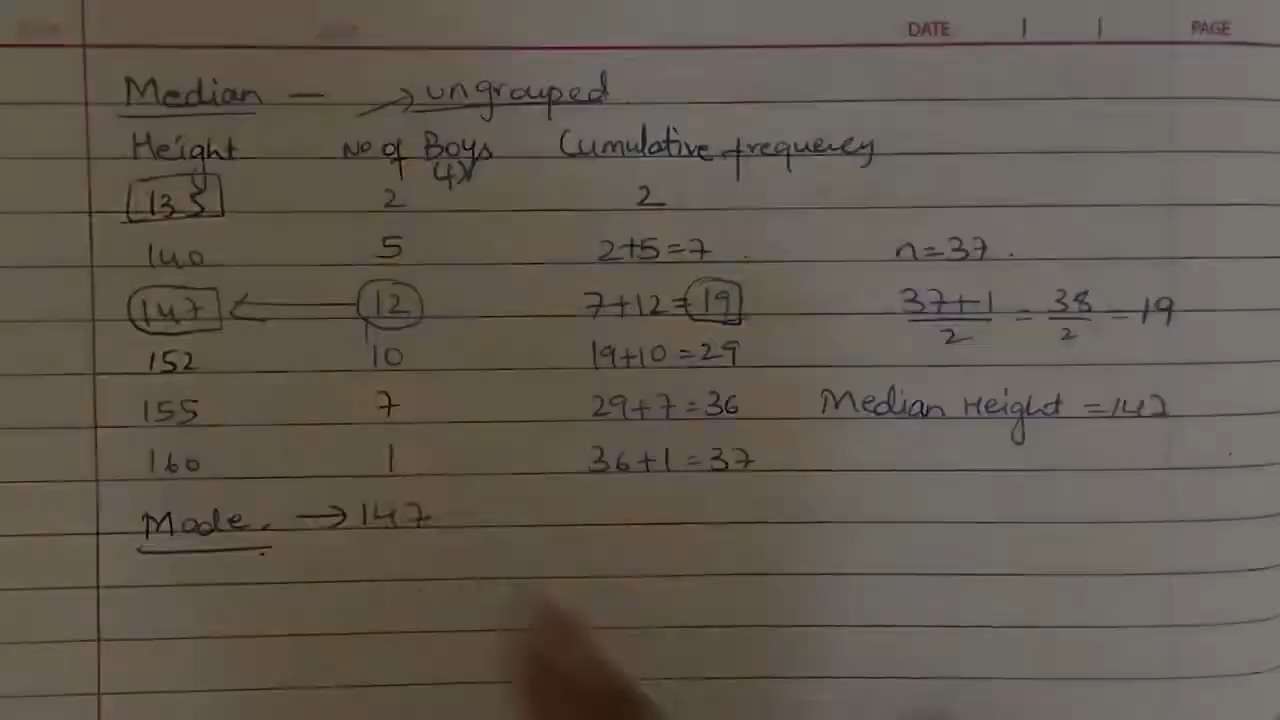 DATE PAGE
Median — → ungrouped
Height No of Boys Cumulative frequency
135 2 2
140 5 2+5=7 n=37.
147 ← 12 7+12=19 37+1/2 = 38/2 = 19
152 10 19+10=29
155 7 29+7=36 Median Height =147
160 1 36+1=37
Mode. → 147